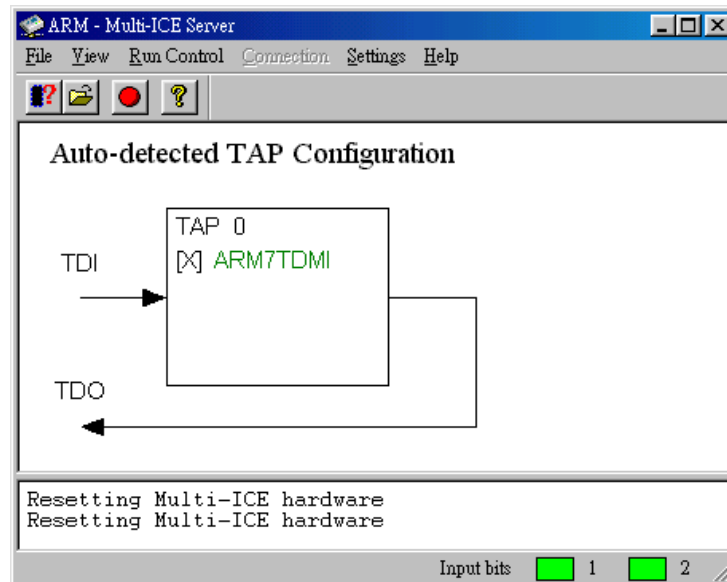 ARM - Multi-ICE Server
File View Run Control Connection Settings Help
Auto-detected TAP Configuration
TAP 0
[X] ARM7TDMI
TDI
TDO
Resetting Multi-ICE hardware
Resetting Multi-ICE hardware
Input bits 1 2